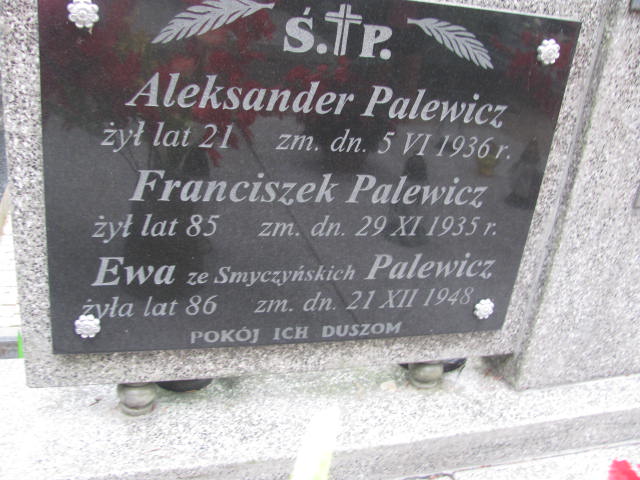 Ś.†P.
Aleksander Palewicz
żył lat 21 zm. dn. 5 VI 1936 r.
Franciszek Palewicz
żył lat 85 zm. dn. 29 XI 1935 r.
Ewa ze Smyczyńskich Palewicz
żyła lat 86 zm. dn. 21 XII 1948
POKÓJ ICH DUSZOM